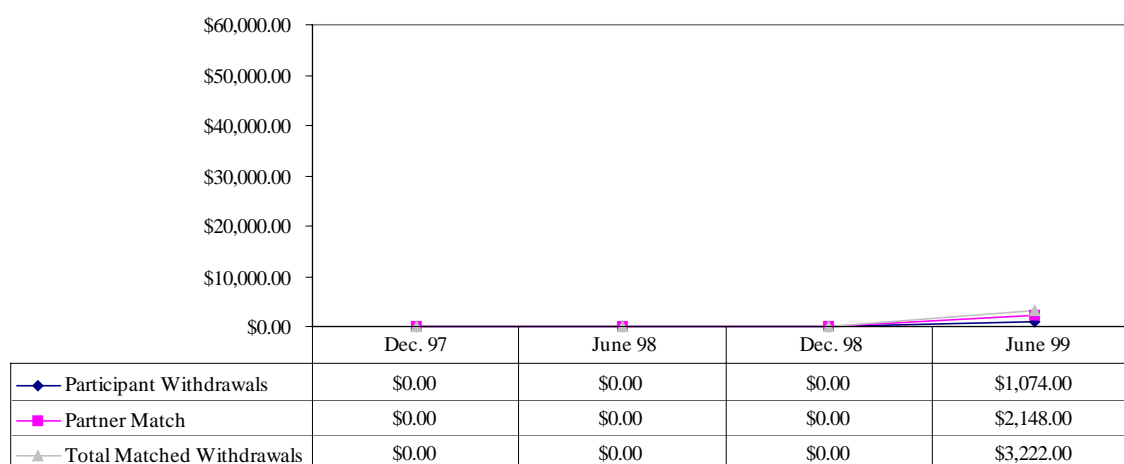 $60,000.00
$50,000.00
$40,000.00
$30,000.00
$20,000.00
$10,000.00
$0.00
Dec. 97 June 98 Dec. 98 June 99
Participant Withdrawals $0.00 $0.00 $0.00 $1,074.00
Partner Match $0.00 $0.00 $0.00 $2,148.00
Total Matched Withdrawals $0.00 $0.00 $0.00 $3,222.00